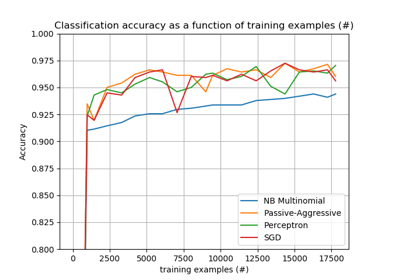 Classification accuracy as a function of training examples (#)
1.000
0.975
0.950
0.925
0.900
0.875
0.850
0.825
0.800
Accuracy
NB Multinomial
Passive-Aggressive
Perceptron
SGD
0 2500 5000 7500 10000 12500 15000 17500
training examples (#)